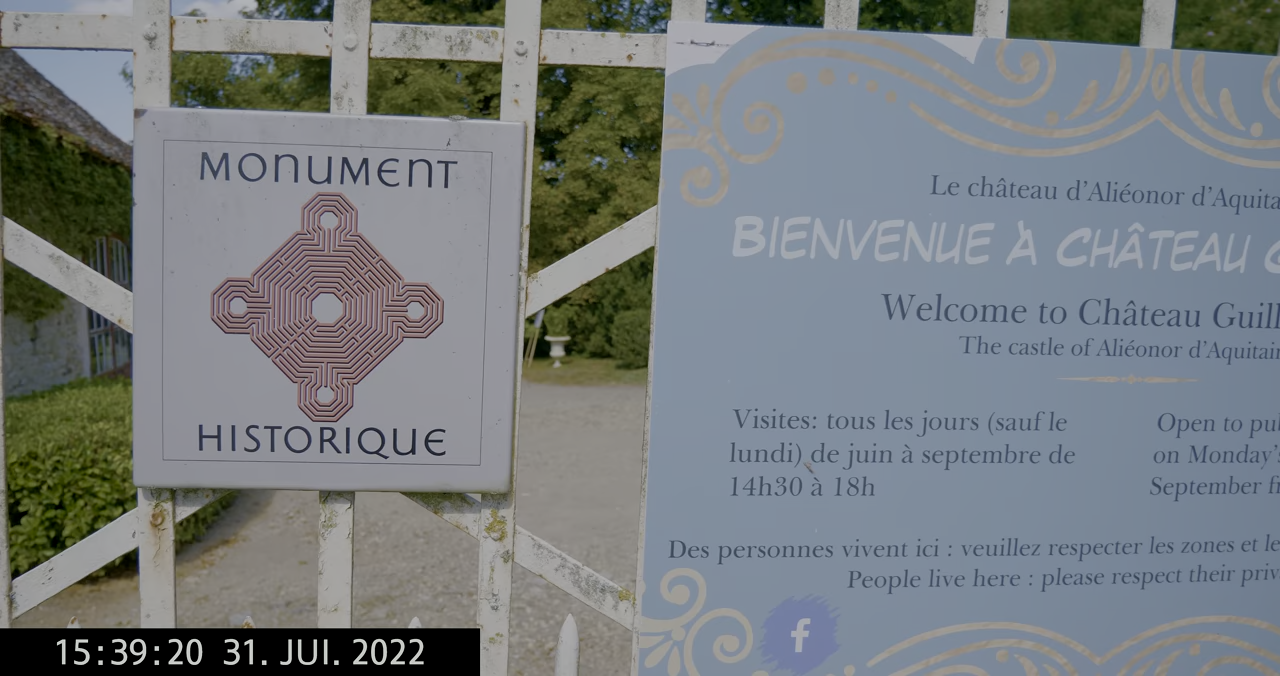 MONUMENT
HISTORIQUE
Le château d'Aliéonor d'Aquita
BIENVENUE À CHÂTEAU G
Welcome to Château Guill
The castle of Aliéonor d'Aquitain
Visites: tous les jours (sauf le
lundi) de juin à septembre de
14h30 à 18h
Open to pu
on Monday's
September f
Des personnes vivent ici : veuillez respecter les zones et le
People live here : please respect their priv
f
15:39:20 31. JUI. 2022